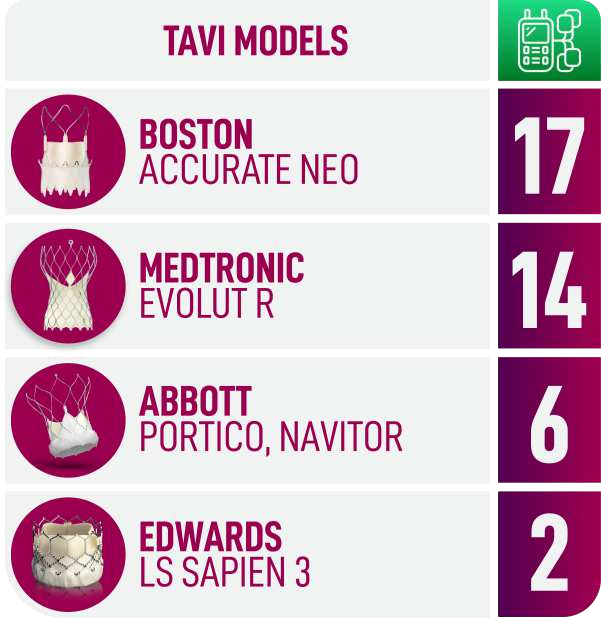 TAVI MODELS
BOSTON
ACCURATE NEO
17
MEDTRONIC
EVOLUT R
14
ABBOTT
PORTICO, NAVITOR
6
EDWARDS
LS SAPIEN 3
2